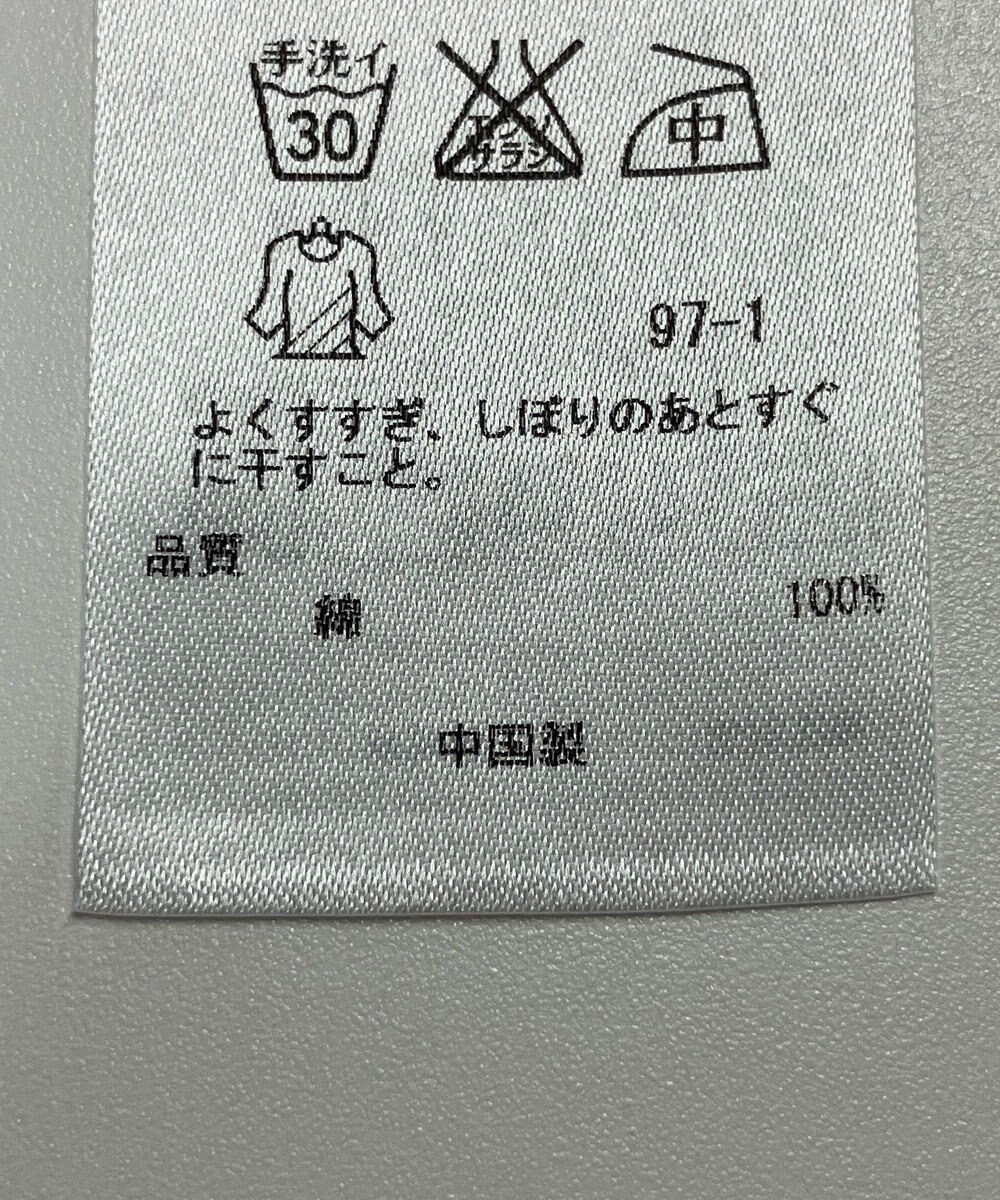 手洗イ
30
エンソ
サラシ
中
97-1
よくすすぎ、しぼりのあとすぐ
に干すこと。
品質
綿 100%
中国製